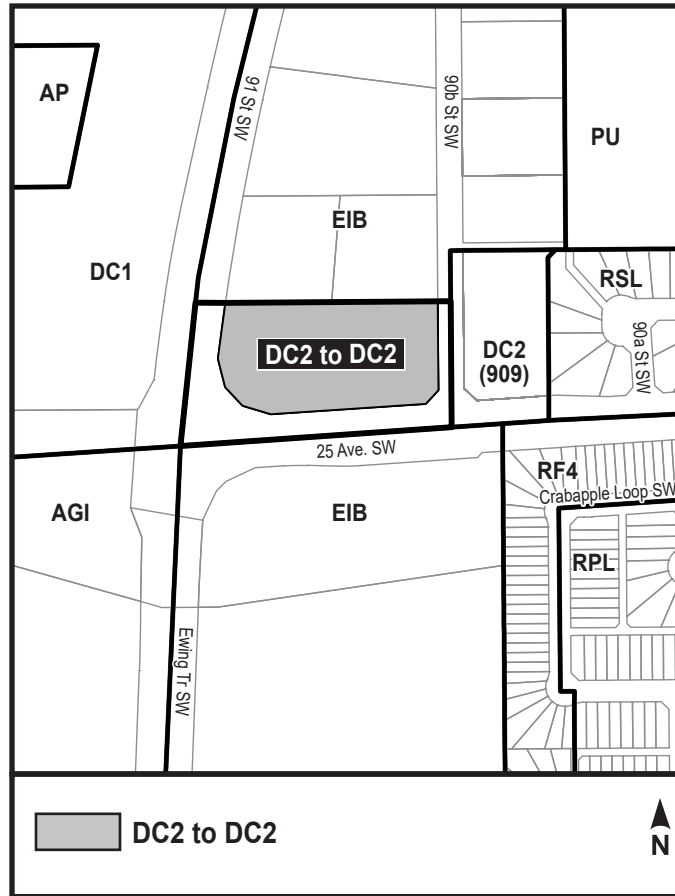 AP
91 St SW
90b St SW
PU
EIB
DC1
RSL
DC2 to DC2
DC2
(909)
90a St SW
25 Ave. SW
RF4
Crabapple Loop SW
AGI
EIB
RPL
Ewing Tr SW
DC2 to DC2
N